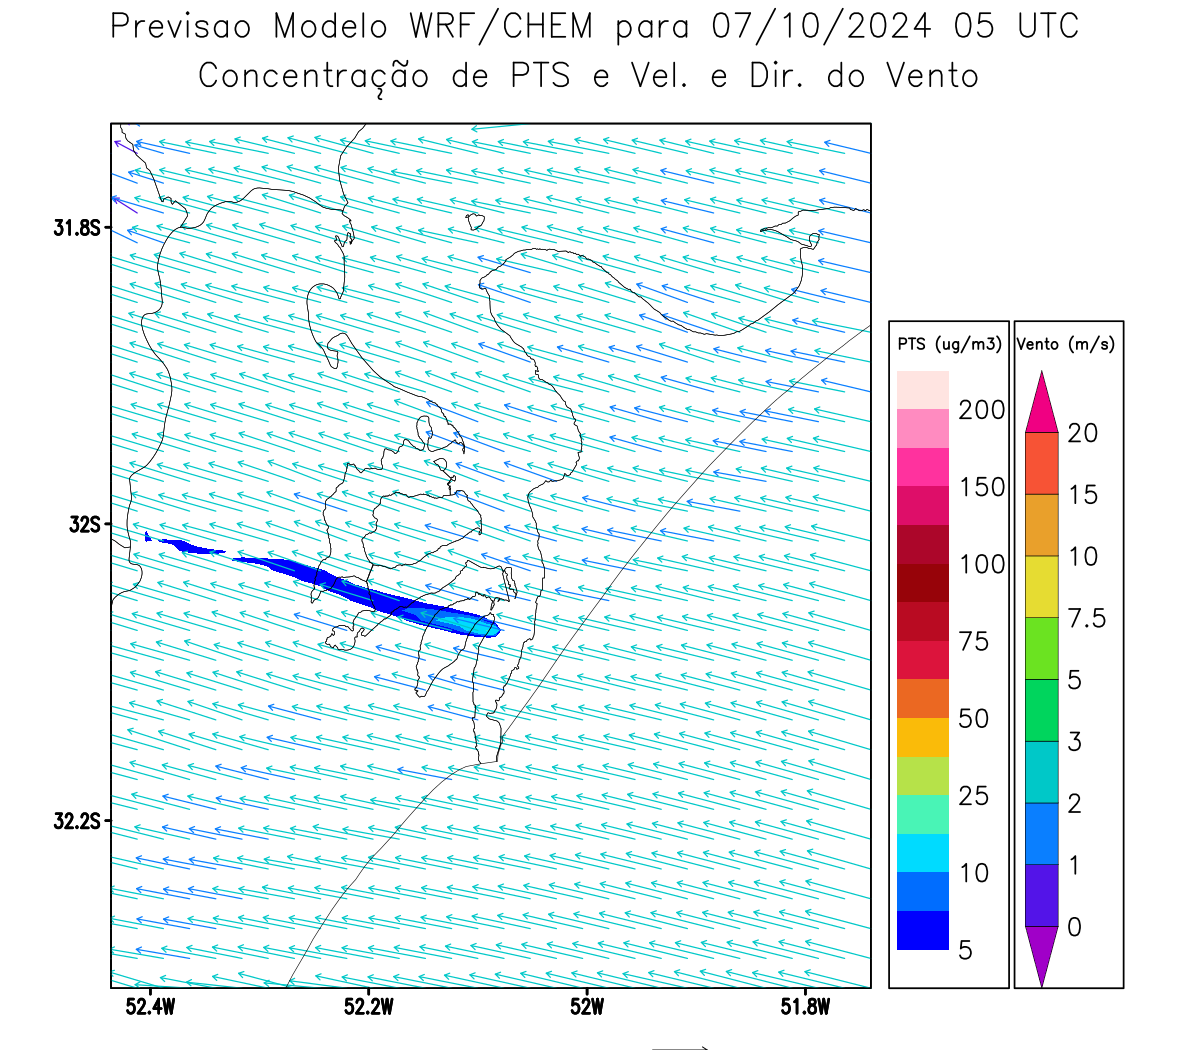 Previsao Modelo WRF/CHEM para 07/10/2024 05 UTC
Concentração de PTS e Vel. e Dir. do Vento
31.8S
32S
32.2S
52.4W 52.2W 52W 51.8W
PTS (ug/m3)
200
150
100
75
50
25
10
5
Vento (m/s)
20
15
10
7.5
5
3
2
1
0